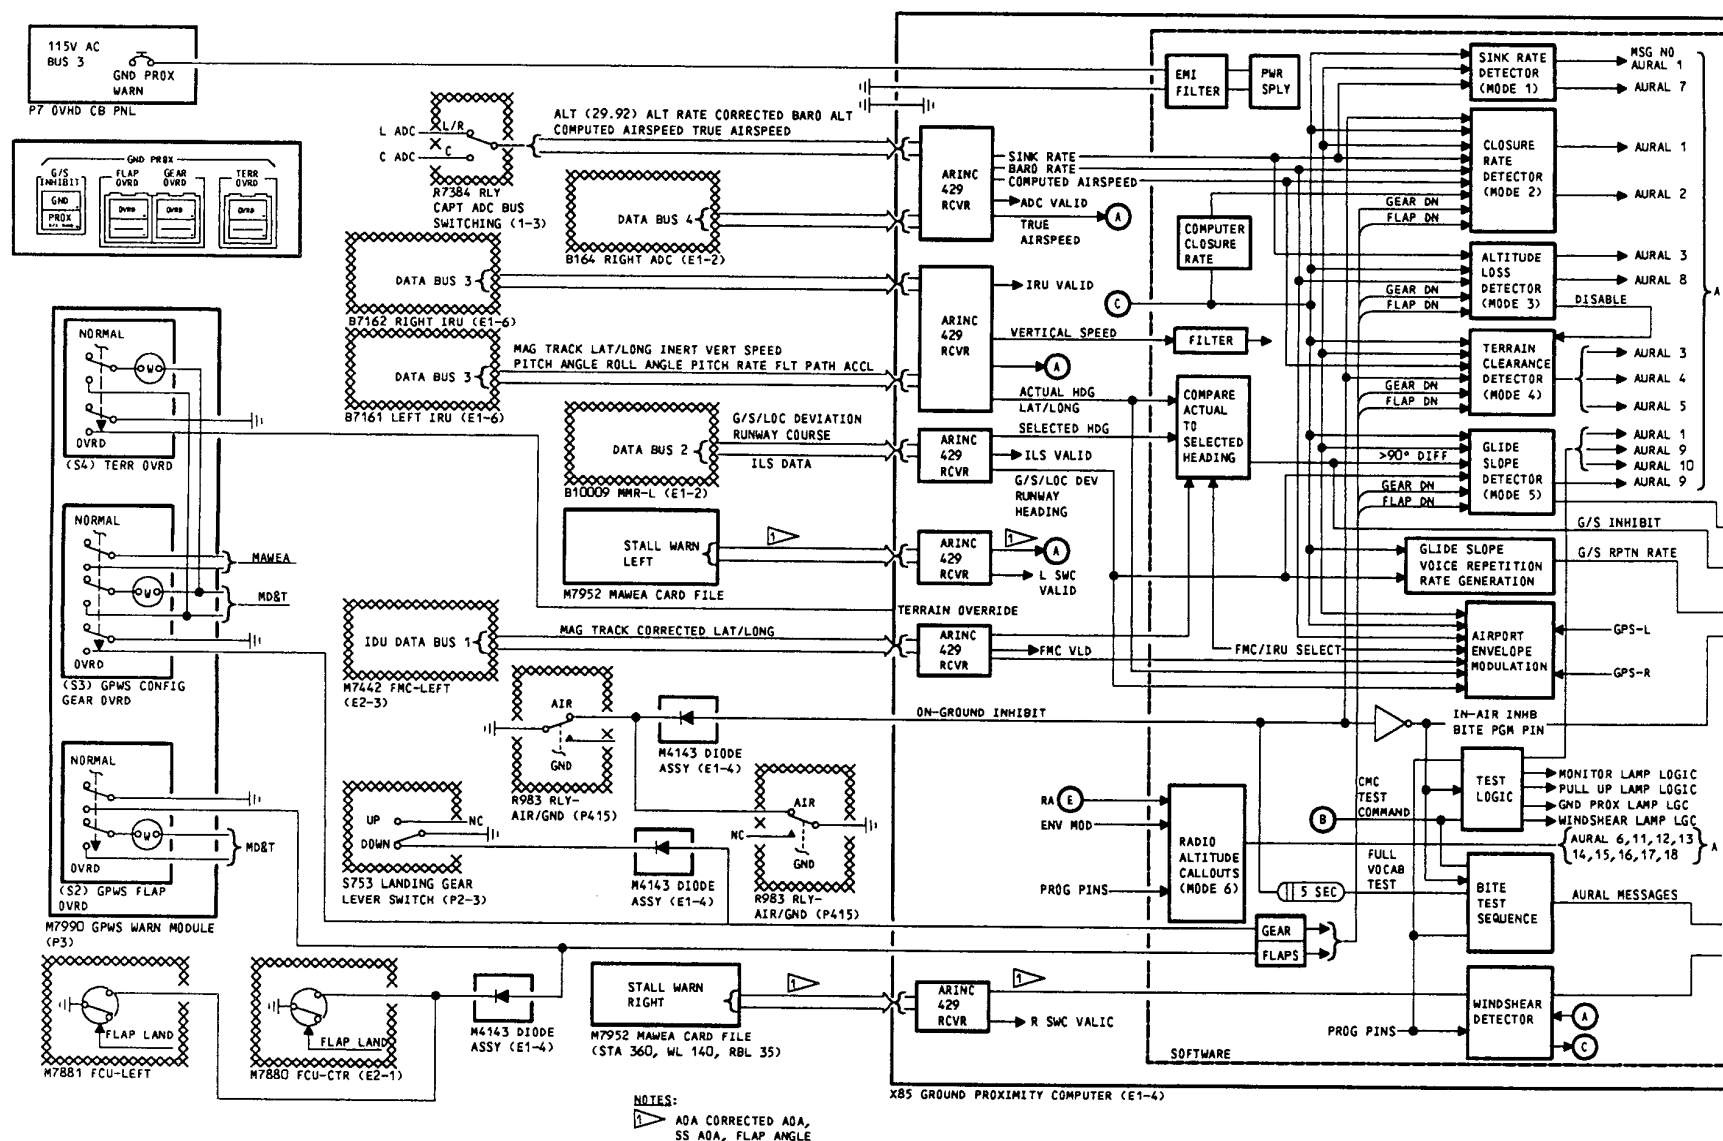 115V AC
BUS 3
GND PROX
WARN
P7 OVHD CB PNL
GND PROX
G/S
INHIBIT
FLAP
OVRD
GEAR
OVRD
TERR
OVRD
GND
PROX
OVRD
OVRD
OVRD
NORMAL
W
OVRD
(S4) TERR OVRD
NORMAL
W
OVRD
(S3) GPWS CONFIG
GEAR OVRD
MAWEA
MD&T
NORMAL
W
OVRD
(S2) GPWS FLAP
OVRD
MD&T
M7990 GPWS WARN MODULE
(P3)
FLAP LAND
M7881 FCU-LEFT
FLAP LAND
M7880 FCU-CTR (E2-1)
M4143 DIODE
ASSY (E1-4)
L ADC
L/R
C ADC
C
R7384 RLY
CAPT ADC BUS
SWITCHING (1-3)
ALT (29.92) ALT RATE CORRECTED BARO ALT
COMPUTED AIRSPEED TRUE AIRSPEED
DATA BUS 4
B164 RIGHT ADC (E1-2)
DATA BUS 3
B7162 RIGHT IRU (E1-6)
DATA BUS 3
B7161 LEFT IRU (E1-6)
MAG TRACK LAT/LONG INERT VERT SPEED
PITCH ANGLE ROLL ANGLE PITCH RATE FLT PATH ACCL
DATA BUS 2
B10009 MMR-L (E1-2)
G/S/LOC DEVIATION
RUNWAY COURSE
ILS DATA
STALL WARN
LEFT
1
M7952 MAWEA CARD FILE
IDU DATA BUS 1
M7442 FMC-LEFT
(E2-3)
MAG TRACK CORRECTED LAT/LONG
AIR
GND
R983 RLY-
AIR/GND (P415)
M4143 DIODE
ASSY (E1-4)
UP
NC
DOWN
S753 LANDING GEAR
LEVER SWITCH (P2-3)
M4143 DIODE
ASSY (E1-4)
AIR
NC
GND
R983 RLY-
AIR/GND (P415)
STALL WARN
RIGHT
1
M7952 MAWEA CARD FILE
(STA 360, WL 140, RBL 35)
NOTES:
1
AOA CORRECTED AOA,
SS AOA, FLAP ANGLE
EMI
FILTER
PWR
SPLY
ARINC
429
RCVR
SINK RATE
BARO RATE
COMPUTED AIRSPEED
ADC VALID
TRUE
AIRSPEED
A
ARINC
429
RCVR
IRU VALID
VERTICAL SPEED
A
ACTUAL HDG
LAT/LONG
ARINC
429
RCVR
SELECTED HDG
ILS VALID
G/S/LOC DEV
RUNWAY
HEADING
ARINC
429
RCVR
1
A
L SWC
VALID
TERRAIN OVERRIDE
ARINC
429
RCVR
FMC VLD
ON-GROUND INHIBIT
ARINC
429
RCVR
1
R SWC VALIC
COMPUTER
CLOSURE
RATE
C
FILTER
COMPARE
ACTUAL
TO
SELECTED
HEADING
FMC/IRU SELECT
RA
E
ENV MOD
PROG PINS
RADIO
ALTITUDE
CALLOUTS
(MODE 6)
B
CMC
TEST
COMMAND
5 SEC
FULL
VOCAB
TEST
GEAR
FLAPS
PROG PINS
SOFTWARE
X85 GROUND PROXIMITY COMPUTER (E1-4)
SINK RATE
DETECTOR
(MODE 1)
MSG NO
AURAL 1
AURAL 7
CLOSURE
RATE
DETECTOR
(MODE 2)
GEAR DN
FLAP DN
AURAL 1
AURAL 2
ALTITUDE
LOSS
DETECTOR
(MODE 3)
GEAR DN
FLAP DN
AURAL 3
AURAL 8
DISABLE
A
TERRAIN
CLEARANCE
DETECTOR
(MODE 4)
GEAR DN
FLAP DN
AURAL 3
AURAL 4
AURAL 5
GLIDE
SLOPE
DETECTOR
(MODE 5)
>90° DIFF
GEAR DN
FLAP DN
AURAL 1
AURAL 9
AURAL 10
AURAL 9
G/S INHIBIT
GLIDE SLOPE
VOICE REPETITION
RATE GENERATION
G/S RPTN RATE
AIRPORT
ENVELOPE
MODULATION
GPS-L
GPS-R
IN-AIR INHB
BITE PGM PIN
TEST
LOGIC
MONITOR LAMP LOGIC
PULL UP LAMP LOGIC
GND PROX LAMP LGC
WINDSHEAR LAMP LGC
AURAL 6,11,12,13
14,15,16,17,18
A
BITE
TEST
SEQUENCE
AURAL MESSAGES
WINDSHEAR
DETECTOR
A
C